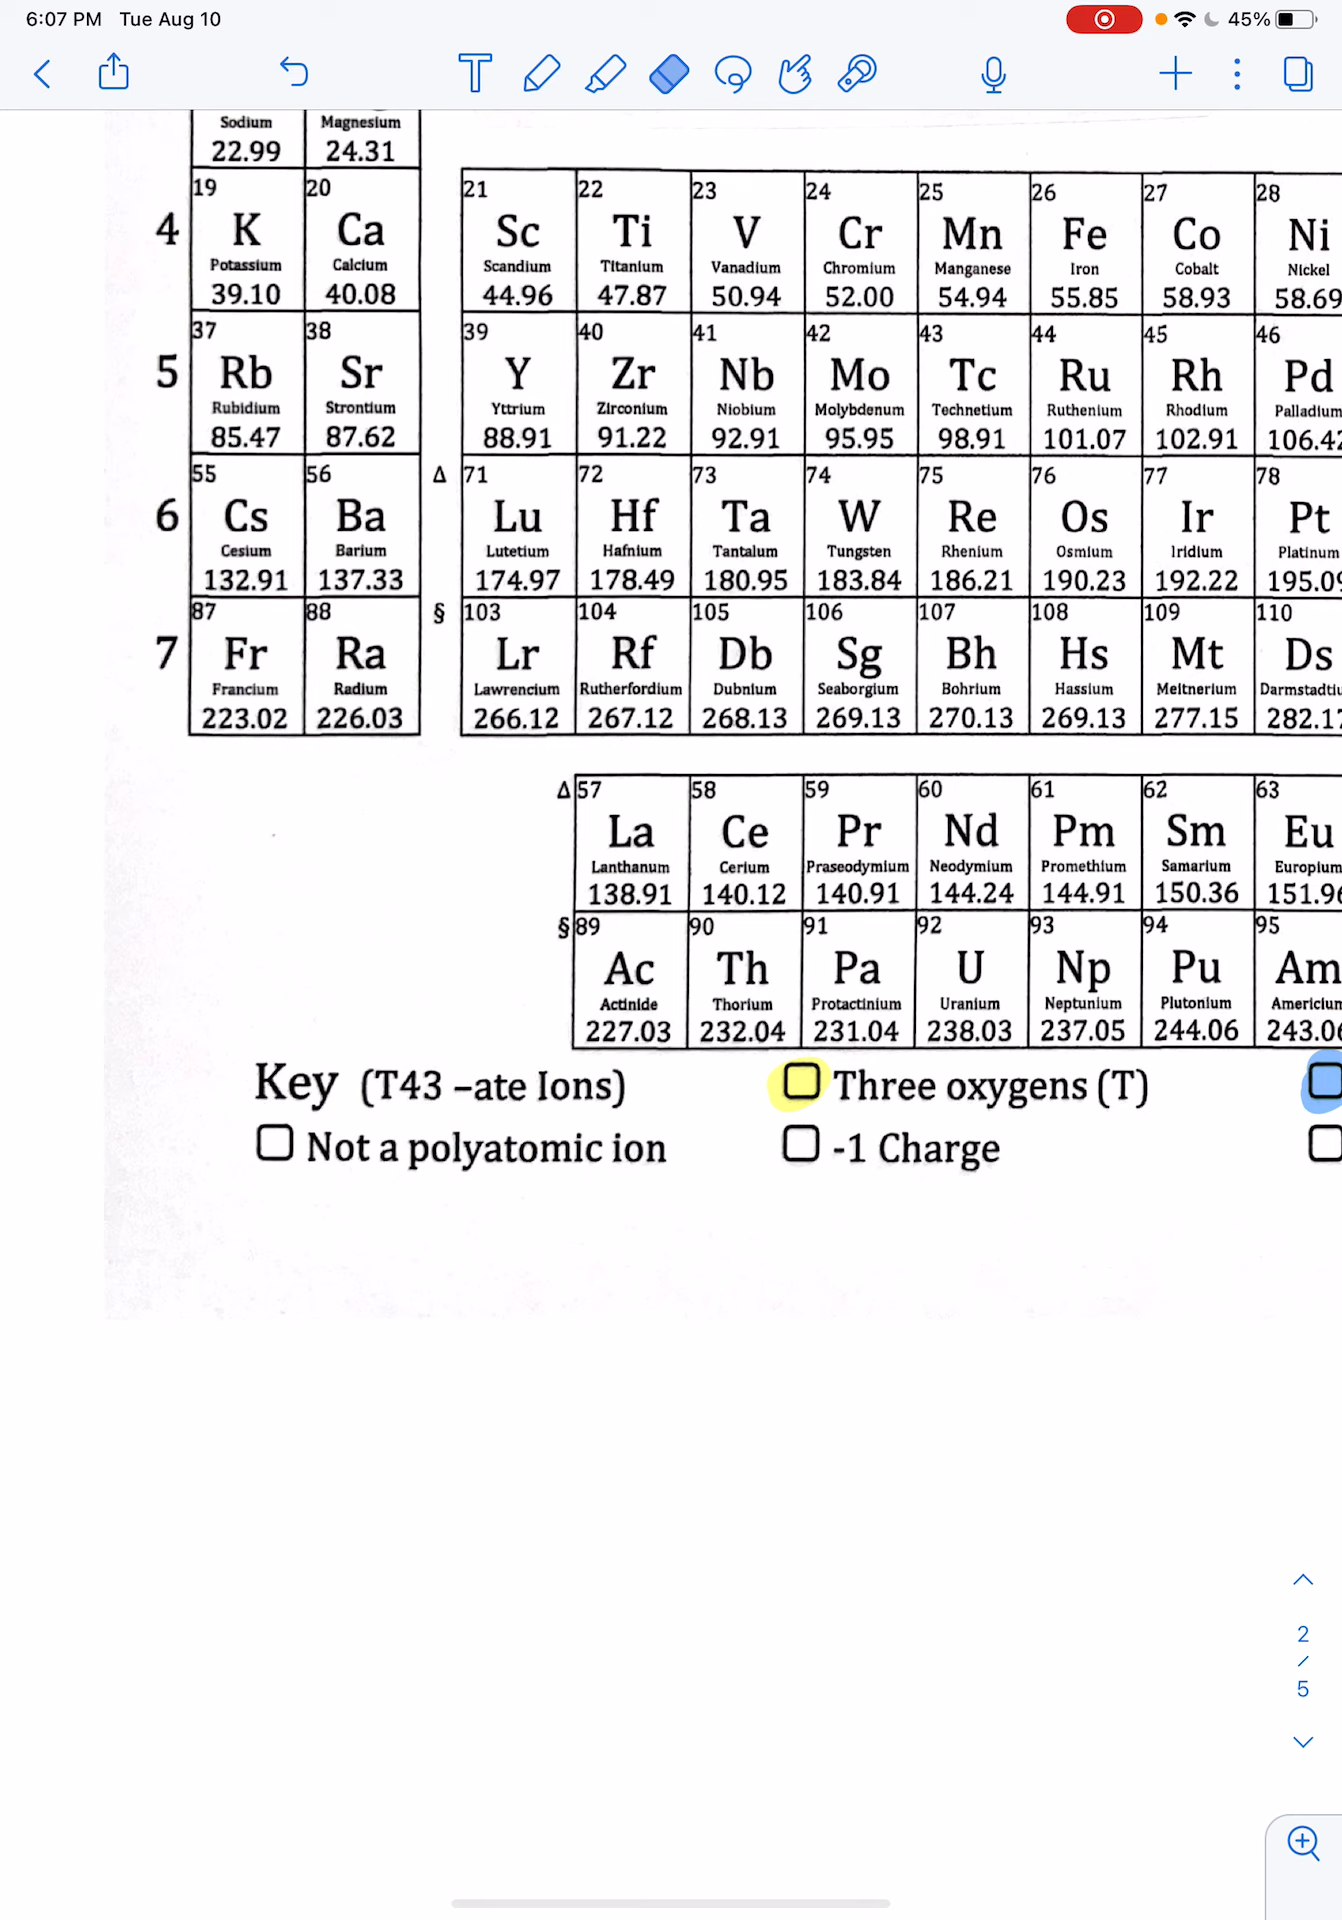 6:07 PM Tue Aug 10 45%
Sodium Magnesium
22.99 24.31
19 20 21 22 23 24 25 26 27 28
4 K Ca Sc Ti V Cr Mn Fe Co Ni
Potassium Calcium Scandium Titanium Vanadium Chromium Manganese Iron Cobalt Nickel
39.10 40.08 44.96 47.87 50.94 52.00 54.94 55.85 58.93 58.69
37 38 39 40 41 42 43 44 45 46
5 Rb Sr Y Zr Nb Mo Tc Ru Rh Pd
Rubidium Strontium Yttrium Zirconium Niobium Molybdenum Technetium Ruthenium Rhodium Palladium
85.47 87.62 88.91 91.22 92.91 95.95 98.91 101.07 102.91 106.42
55 56 Δ 71 72 73 74 75 76 77 78
6 Cs Ba Lu Hf Ta W Re Os Ir Pt
Cesium Barium Lutetium Hafnium Tantalum Tungsten Rhenium Osmium Iridium Platinum
132.91 137.33 174.97 178.49 180.95 183.84 186.21 190.23 192.22 195.09
87 88 § 103 104 105 106 107 108 109 110
7 Fr Ra Lr Rf Db Sg Bh Hs Mt Ds
Francium Radium Lawrencium Rutherfordium Dubnium Seaborgium Bohrium Hassium Meitnerium Darmstadtiu
223.02 226.03 266.12 267.12 268.13 269.13 270.13 269.13 277.15 282.17
Δ 57 58 59 60 61 62 63
La Ce Pr Nd Pm Sm Eu
Lanthanum Cerium Praseodymium Neodymium Promethium Samarium Europium
138.91 140.12 140.91 144.24 144.91 150.36 151.96
§ 89 90 91 92 93 94 95
Ac Th Pa U Np Pu Am
Actinide Thorium Protactinium Uranium Neptunium Plutonium Americium
227.03 232.04 231.04 238.03 237.05 244.06 243.06
Key (T43 –ate Ions) Three oxygens (T)
Not a polyatomic ion -1 Charge
2
/
5